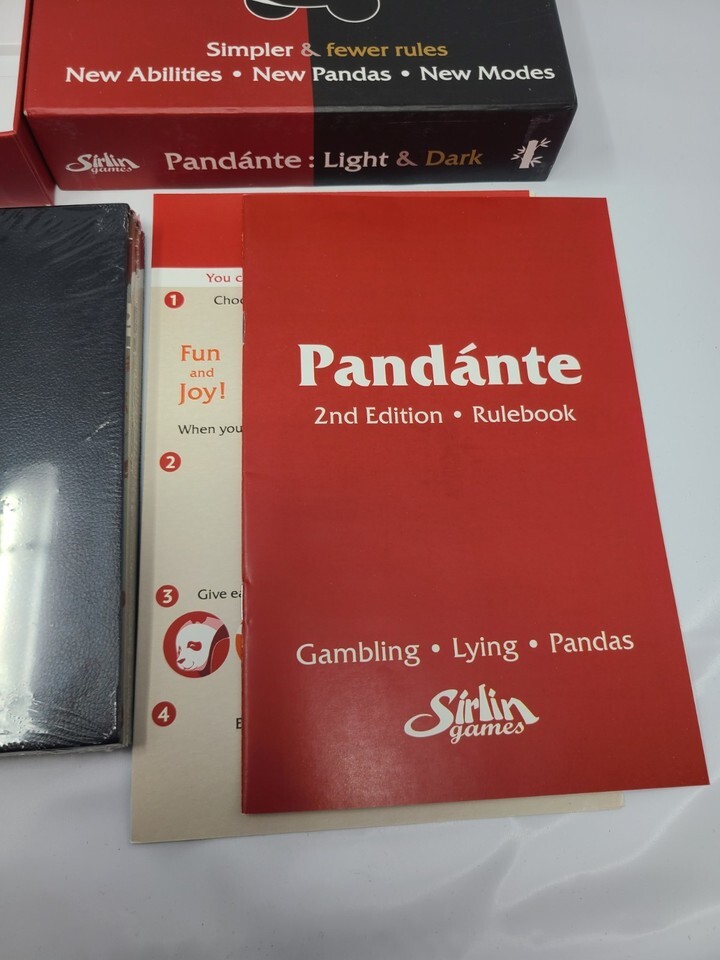 Simpler & fewer rules
New Abilities • New Pandas • New Modes
Sirlin games
Pandánte : Light & Dark
You c
1
Choo
Fun
and
Joy!
When you
2
3
Give ea
4
E
Pandánte
2nd Edition • Rulebook
Gambling • Lying • Pandas
Sirlin
games